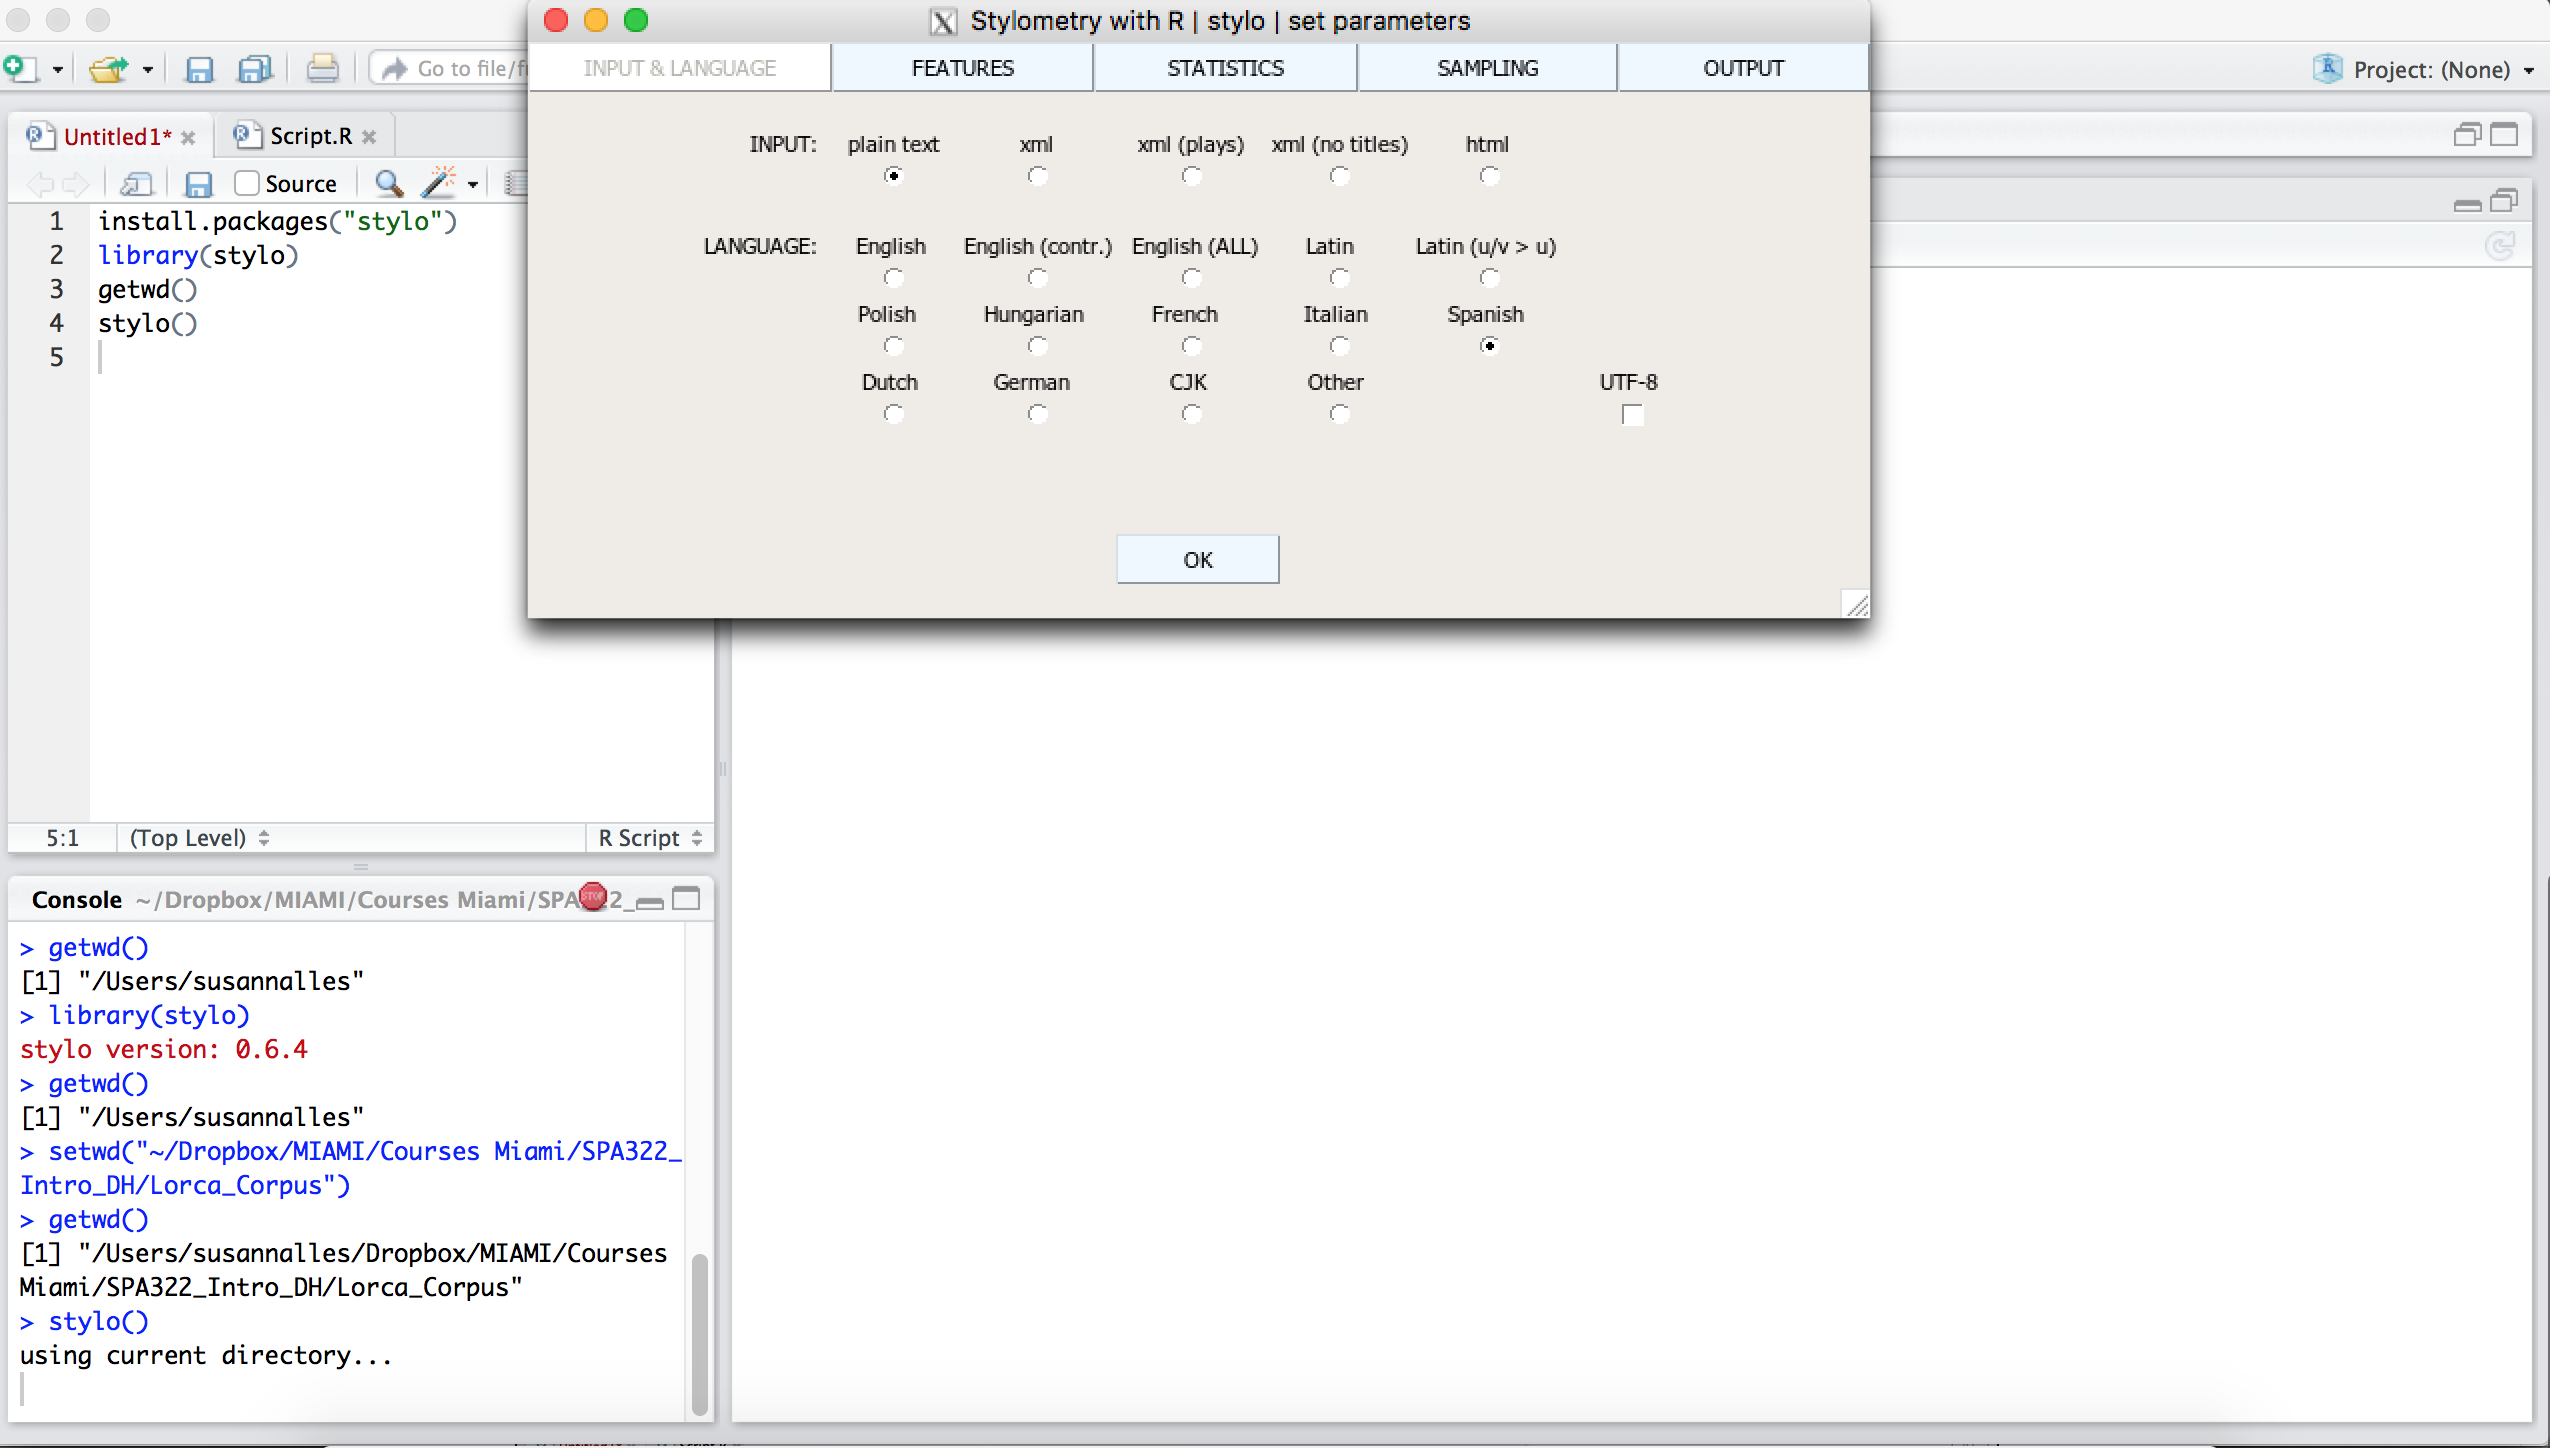 Stylometry with R | stylo | set parameters
Go to file/f
Project: (None)
INPUT & LANGUAGE FEATURES STATISTICS SAMPLING OUTPUT
Untitled1* Script.R
Source
1 install.packages("stylo")
2 library(stylo)
3 getwd()
4 stylo()
5
INPUT: plain text xml xml (plays) xml (no titles) html
LANGUAGE: English English (contr.) English (ALL) Latin Latin (u/v > u)
Polish Hungarian French Italian Spanish
Dutch German CJK Other UTF-8
OK
5:1 (Top Level) R Script
Console ~/Dropbox/MIAMI/Courses Miami/SPA 2_
STOP
> getwd()
[1] "/Users/susannalles"
> library(stylo)
stylo version: 0.6.4
> getwd()
[1] "/Users/susannalles"
> setwd("~/Dropbox/MIAMI/Courses Miami/SPA322_
Intro_DH/Lorca_Corpus")
> getwd()
[1] "/Users/susannalles/Dropbox/MIAMI/Courses
Miami/SPA322_Intro_DH/Lorca_Corpus"
> stylo()
using current directory...